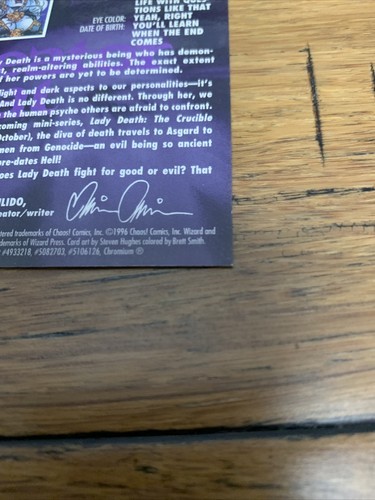 LIFE WITH QUES-
EYE COLOR: TIONS LIKE THAT
DATE OF BIRTH: YEAH, RIGHT
YOU'LL LEARN
WHEN THE END
COMES
y Death is a mysterious being who has demon-
t, realm-altering abilities. The exact extent
f her powers are yet to be determined.
light and dark aspects to our personalities—it's
And Lady Death is no different. Through her, we
the human psyche others are afraid to confront.
coming mini-series, Lady Death: The Crucible
October), the diva of death travels to Asgard to
men from Genocide—an evil being so ancient
re-dates Hell!
oes Lady Death fight for good or evil? That
ULIDO,
eator/writer
tered trademarks of Chaos! Comics, Inc. ©1996 Chaos! Comics, Inc. Wizard and
demarks of Wizard Press. Card art by Steven Hughes colored by Brett Smith.
#4933218, #5082703, #5106126, Chromium ®